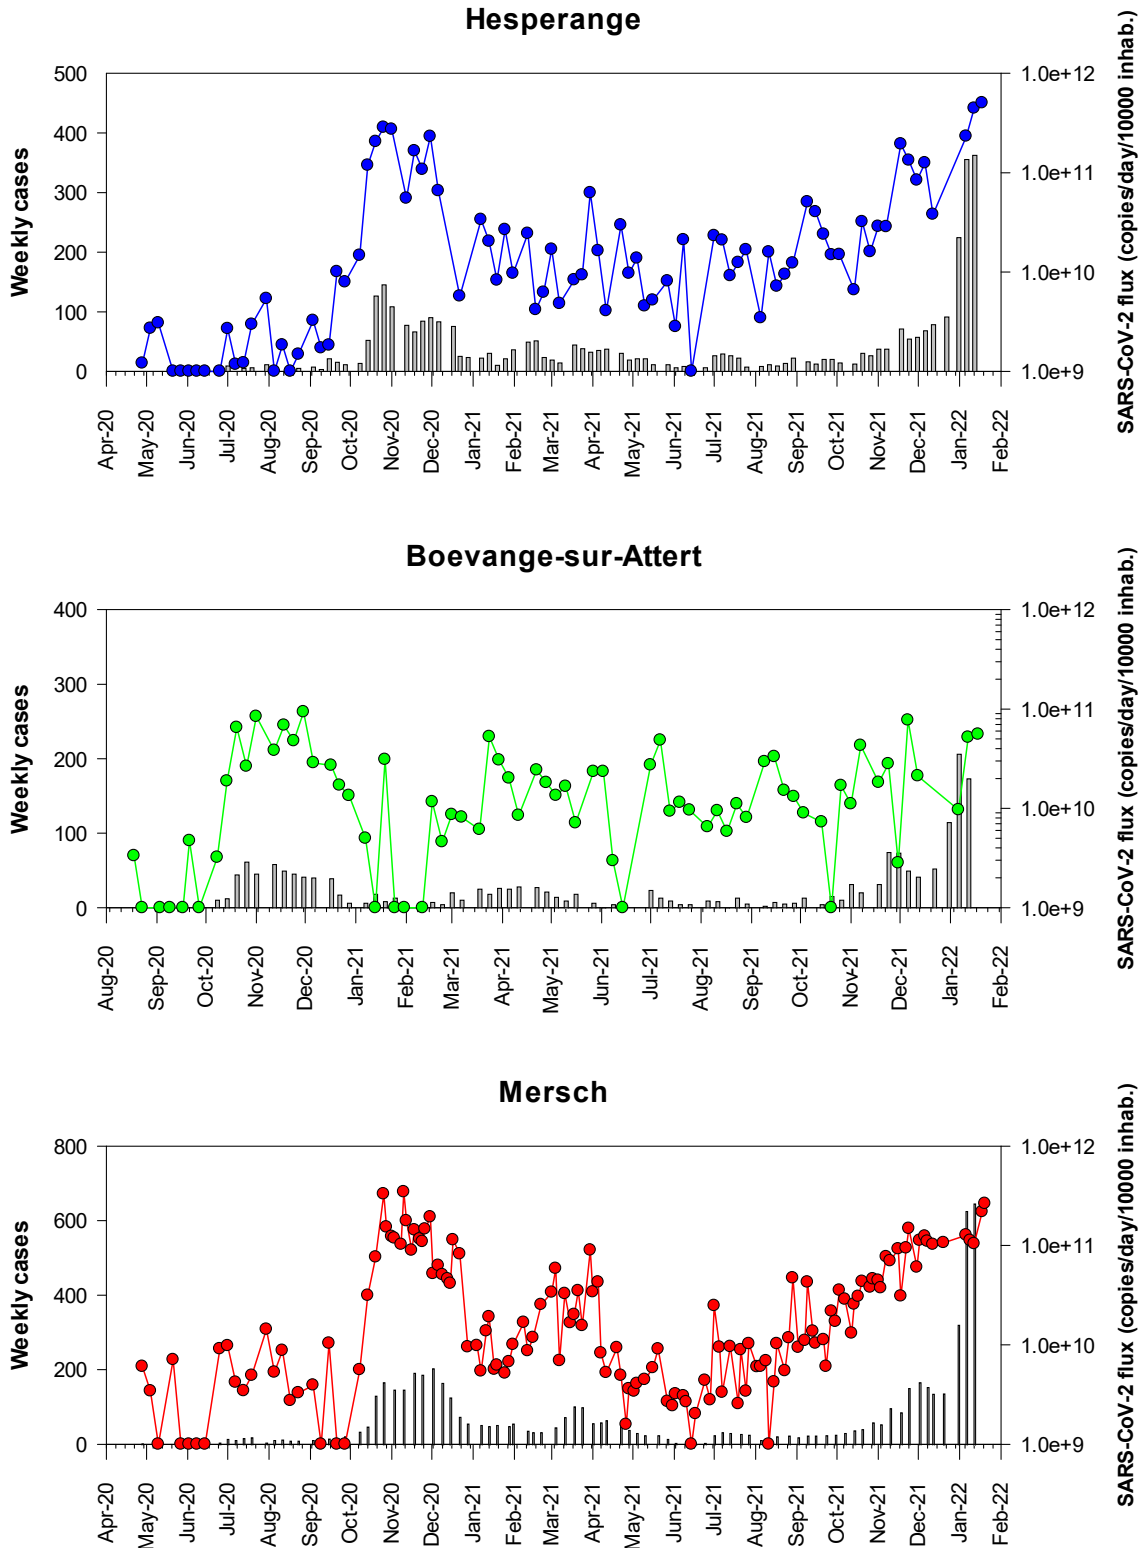 Hesperange
Weekly cases
SARS-CoV-2 flux (copies/day/10000 inhab.)
500
400
300
200
100
0
1.0e+12
1.0e+11
1.0e+10
1.0e+9
Apr-20
May-20
Jun-20
Jul-20
Aug-20
Sep-20
Oct-20
Nov-20
Dec-20
Jan-21
Feb-21
Mar-21
Apr-21
May-21
Jun-21
Jul-21
Aug-21
Sep-21
Oct-21
Nov-21
Dec-21
Jan-22
Feb-22
Boevange-sur-Attert
Weekly cases
SARS-CoV-2 flux (copies/day/10000 inhab.)
400
300
200
100
0
1.0e+12
1.0e+11
1.0e+10
1.0e+9
Aug-20
Sep-20
Oct-20
Nov-20
Dec-20
Jan-21
Feb-21
Mar-21
Apr-21
May-21
Jun-21
Jul-21
Aug-21
Sep-21
Oct-21
Nov-21
Dec-21
Jan-22
Feb-22
Mersch
Weekly cases
SARS-CoV-2 flux (copies/day/10000 inhab.)
800
600
400
200
0
1.0e+12
1.0e+11
1.0e+10
1.0e+9
Apr-20
May-20
Jun-20
Jul-20
Aug-20
Sep-20
Oct-20
Nov-20
Dec-20
Jan-21
Feb-21
Mar-21
Apr-21
May-21
Jun-21
Jul-21
Aug-21
Sep-21
Oct-21
Nov-21
Dec-21
Jan-22
Feb-22